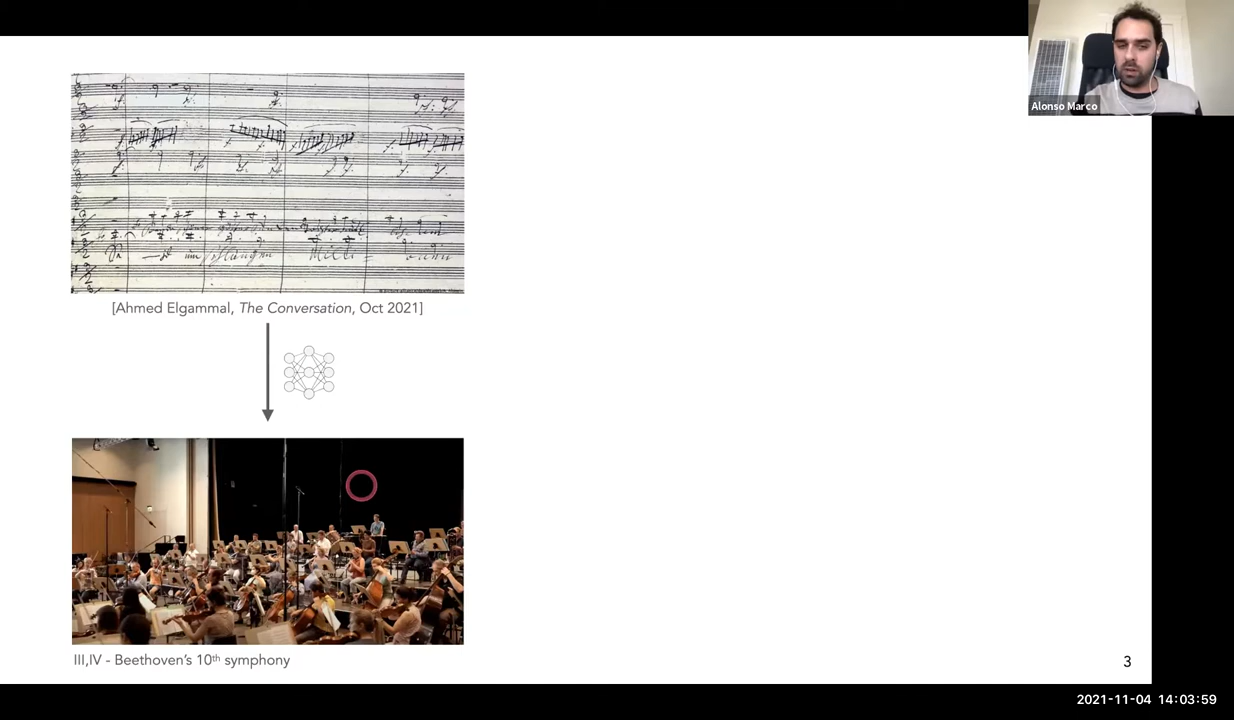 Alonso Marco
[Ahmed Elgammal, The Conversation, Oct 2021]
III,IV - Beethoven's 10th symphony
3
2021-11-04 14:03:59